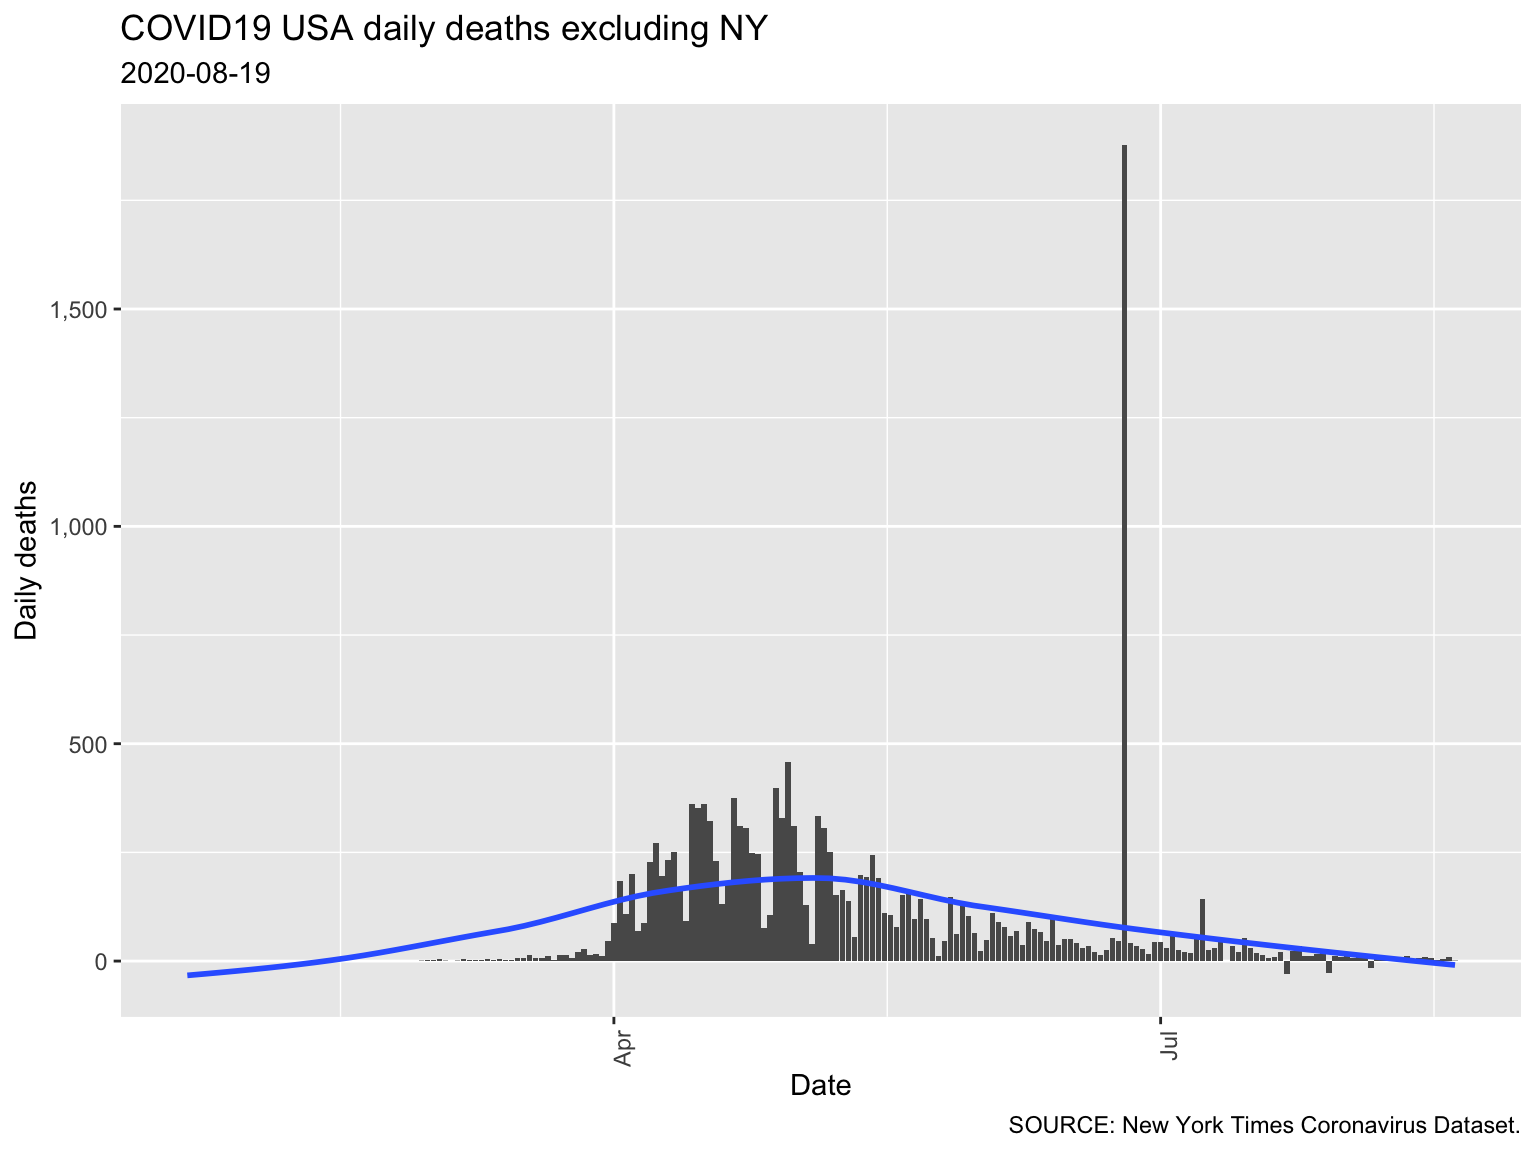 COVID19 USA daily deaths excluding NY
2020-08-19
Daily deaths
1,500
1,000
500
0
Apr
Jul
Date
SOURCE: New York Times Coronavirus Dataset.